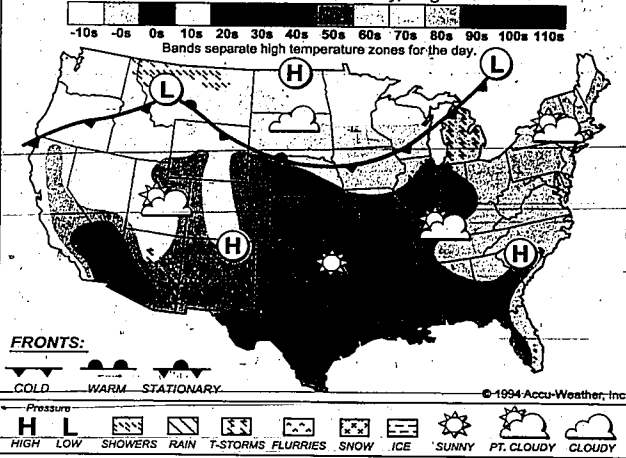 -10s -0s 0s 10s 20s 30s 40s 50s 60s 70s 80s 90s 100s 110s
Bands separate high temperature zones for the day.
H
L
L
H
H
FRONTS:
COLD WARM STATIONARY
© 1994 Accu-Weather, Inc
Pressure
H L
HIGH LOW SHOWERS RAIN T-STORMS FLURRIES SNOW ICE SUNNY PT. CLOUDY CLOUDY